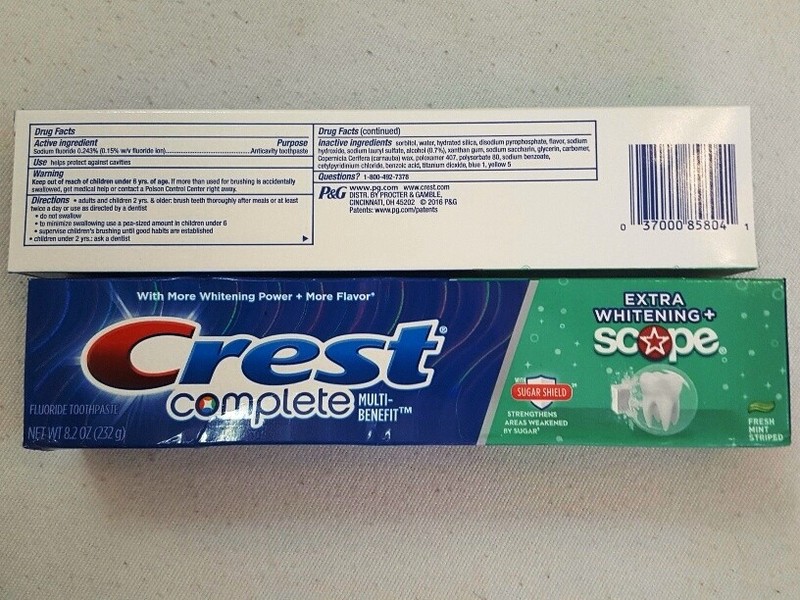 Drug Facts
Active ingredient Purpose
Sodium fluoride 0.243% (0.15% w/v fluoride ion)....................Anticavity toothpaste
Use helps protect against cavities
Warning
Keep out of reach of children under 6 yrs. of age. If more than used for brushing is accidentally
swallowed, get medical help or contact a Poison Control Center right away.
Directions • adults and children 2 yrs. & older: brush teeth thoroughly after meals or at least
twice a day or use as directed by a dentist
• do not swallow
• to minimize swallowing use a pea-sized amount in children under 6
• supervise children's brushing until good habits are established
• children under 2 yrs.: ask a dentist
Drug Facts (continued)
inactive ingredients sorbitol, water, hydrated silica, disodium pyrophosphate, flavor, sodium
hydroxide, sodium lauryl sulfate, alcohol (0.7%), xanthan gum, sodium saccharin, glycerin, carbomer,
Copernicia Cerifera (carnauba) wax, poloxamer 407, polysorbate 80, sodium benzoate,
cetylpyridinium chloride, benzoic acid, titanium dioxide, blue 1, yellow 5
Questions? 1-800-492-7378
P&G www.pg.com www.crest.com
DISTR. BY PROCTER & GAMBLE,
CINCINNATI, OH 45202 © 2016 P&G
Patents: www.pg.com/patents
0 37000 85804 1
With More Whitening Power + More Flavor*
Crest®
complete MULTI-
BENEFIT™
FLUORIDE TOOTHPASTE
NET WT 8.2 OZ (232 g)
EXTRA
WHITENING +
scope®
SUGAR SHIELD
STRENGTHENS
AREAS WEAKENED
BY SUGAR
FRESH
MINT
STRIPED